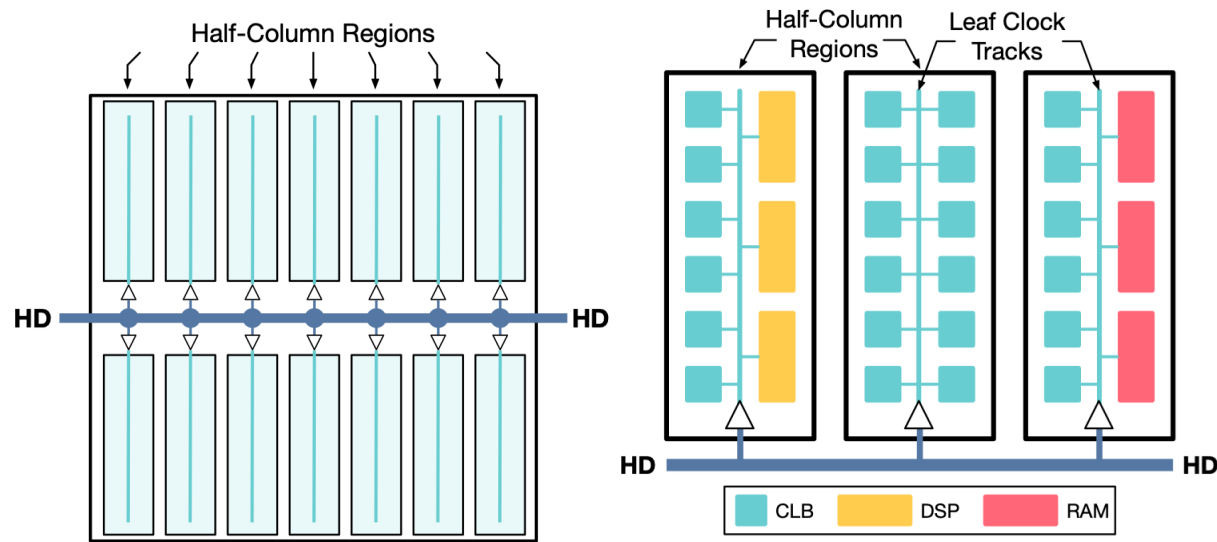 Half-Column Regions
HD
HD
Half-Column
Regions
Leaf Clock
Tracks
HD
HD
CLB
DSP
RAM